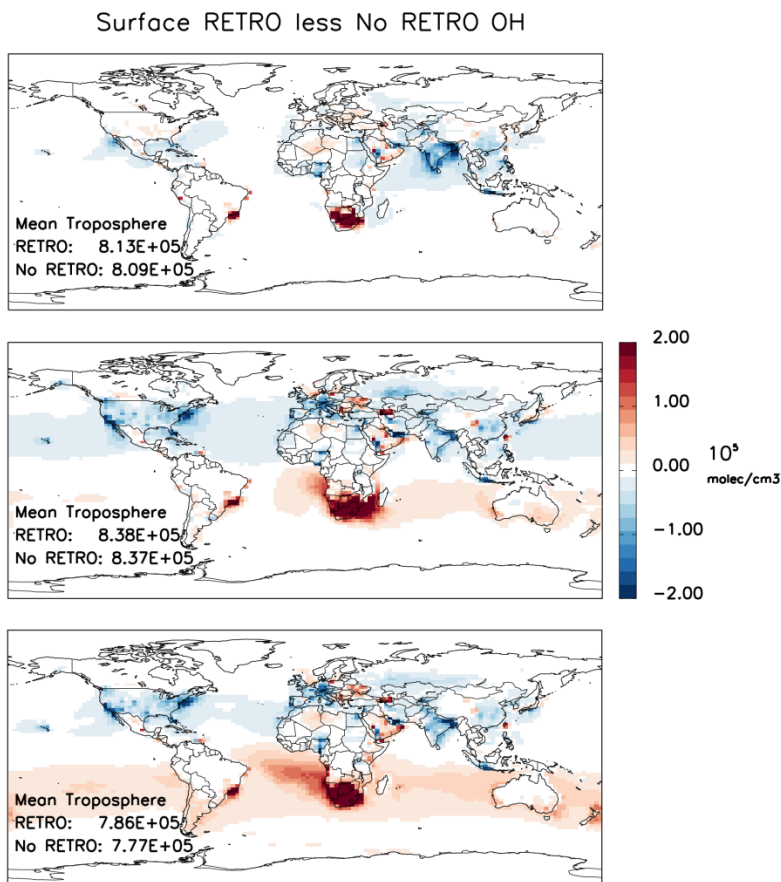 Surface RETRO less No RETRO OH
Mean Troposphere
RETRO: 8.13E+05
No RETRO: 8.09E+05
Mean Troposphere
RETRO: 8.38E+05
No RETRO: 8.37E+05
2.00
1.00
0.00
-1.00
-2.00
10⁵
molec/cm3
Mean Troposphere
RETRO: 7.86E+05
No RETRO: 7.77E+05